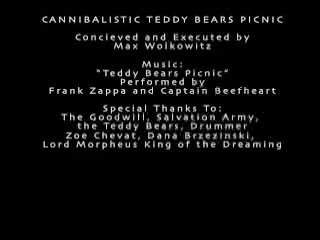 CANNIBALISTIC TEDDY BEARS PICNIC
Concieved and Executed by
Max Wolkowitz
Music:
"Teddy Bears Picnic"
Performed by
Frank Zappa and Captain Beefheart
Special Thanks To:
The Goodwill, Salvation Army,
the Teddy Bears, Drummer
Zoe Chevat, Dana Brzezinski,
Lord Morpheus King of the Dreaming